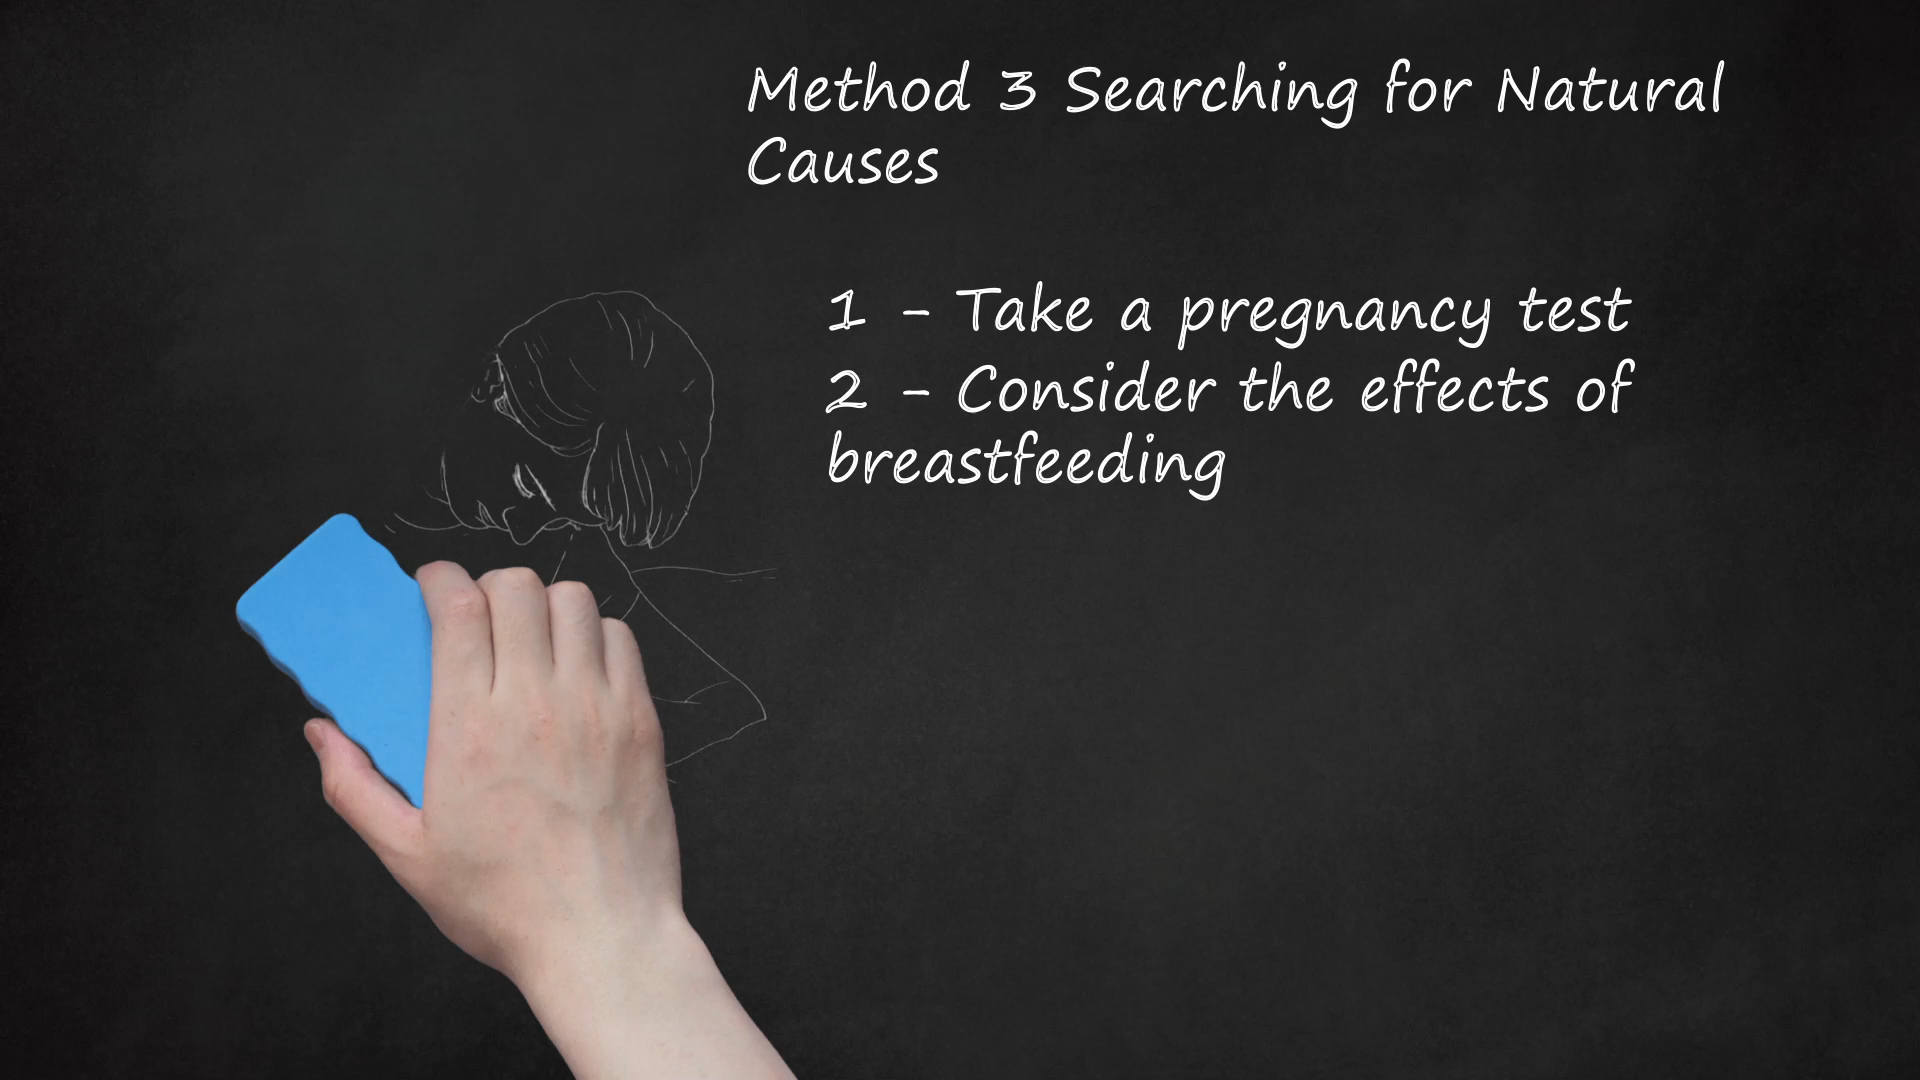 Method 3 Searching for Natural
Causes
1 - Take a pregnancy test
2 - Consider the effects of
breastfeeding